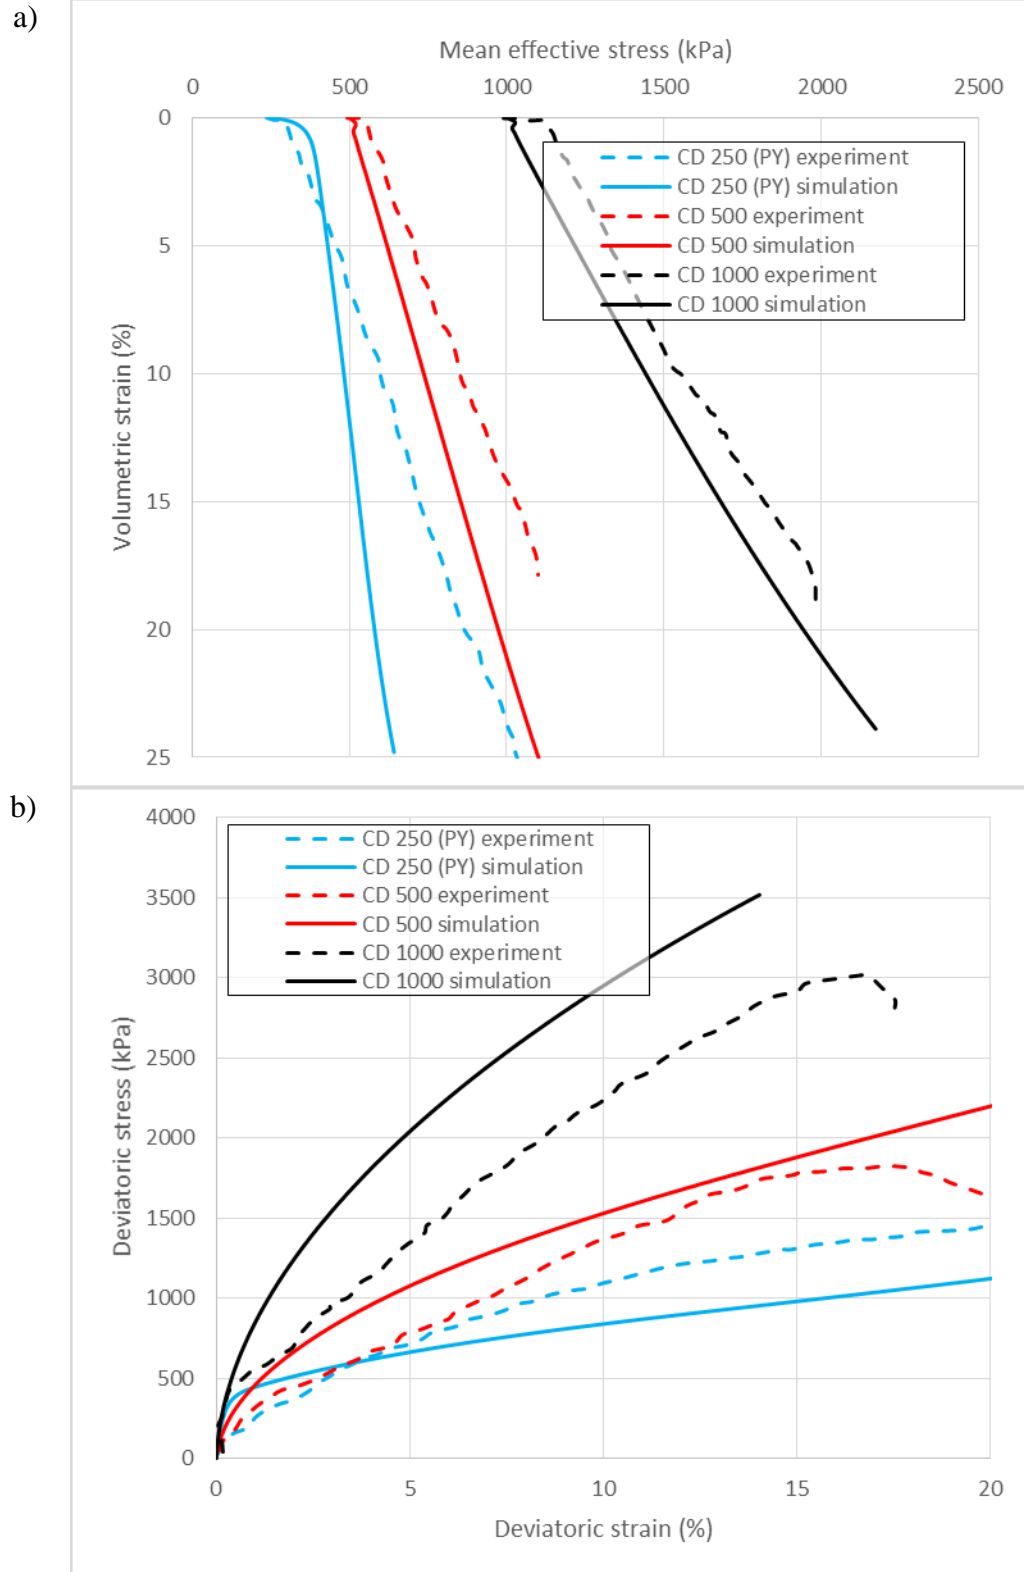 a)
Mean effective stress (kPa)
0 500 1000 1500 2000 2500
0
CD 250 (PY) experiment
CD 250 (PY) simulation
CD 500 experiment
5
CD 500 simulation
CD 1000 experiment
CD 1000 simulation
Volumetric strain (%)
10
15
20
25
b)
4000
CD 250 (PY) experiment
CD 250 (PY) simulation
3500
CD 500 experiment
CD 500 simulation
CD 1000 experiment
3000
CD 1000 simulation
Deviatoric stress (kPa)
2500
2000
1500
1000
500
0
0 5 10 15 20
Deviatoric strain (%)